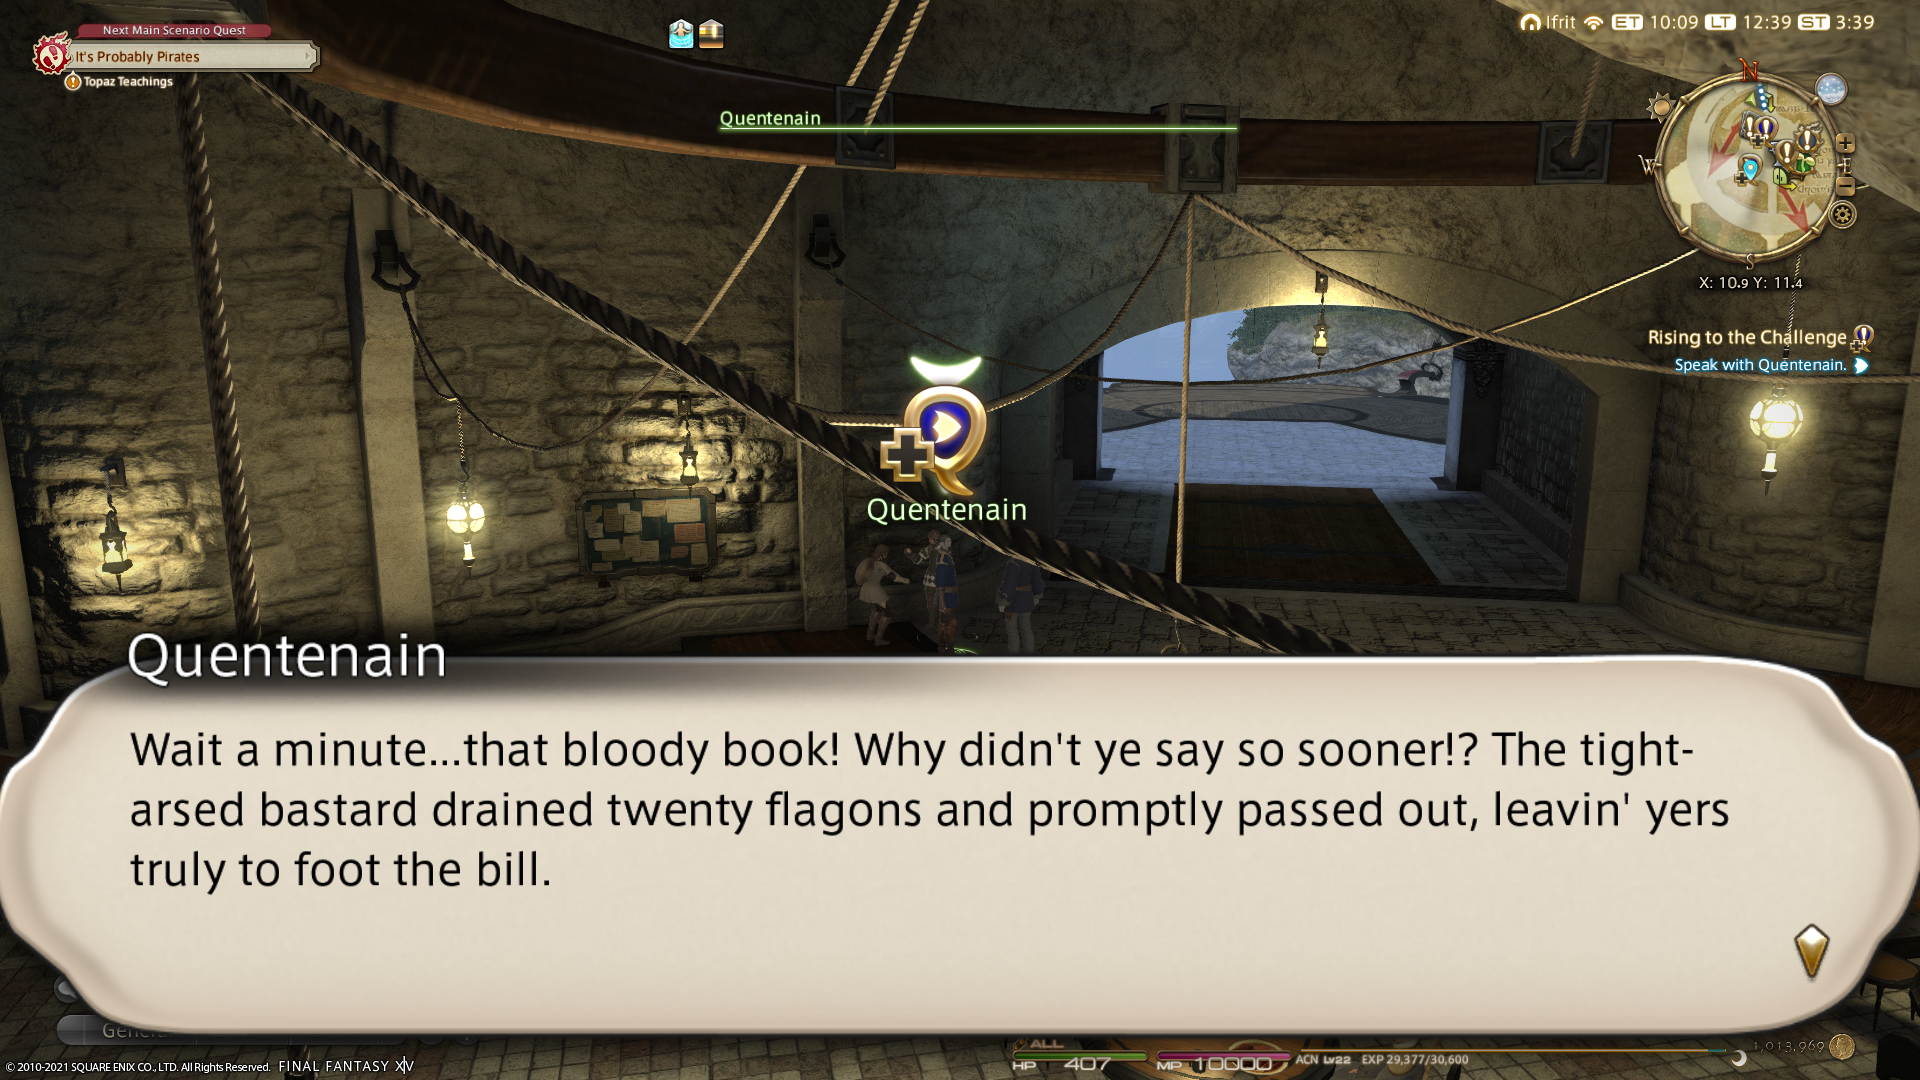 Next Main Scenario Quest
It's Probably Pirates
Topaz Teachings
Ifrit ET 10:09 LT 12:39 ST 3:39
N
W
E
S
X: 10.9 Y: 11.4
Rising to the Challenge
Speak with Quentenain.
Quentenain
Quentenain
Quentenain
Wait a minute...that bloody book! Why didn't ye say so sooner!? The tight-
arsed bastard drained twenty flagons and promptly passed out, leavin' yers
truly to foot the bill.
ALL
HP 407 MP 10000 ACN Lv22 EXP 29,377/30,600
1,013,969
© 2010-2021 SQUARE ENIX CO., LTD. All Rights Reserved. FINAL FANTASY XIV